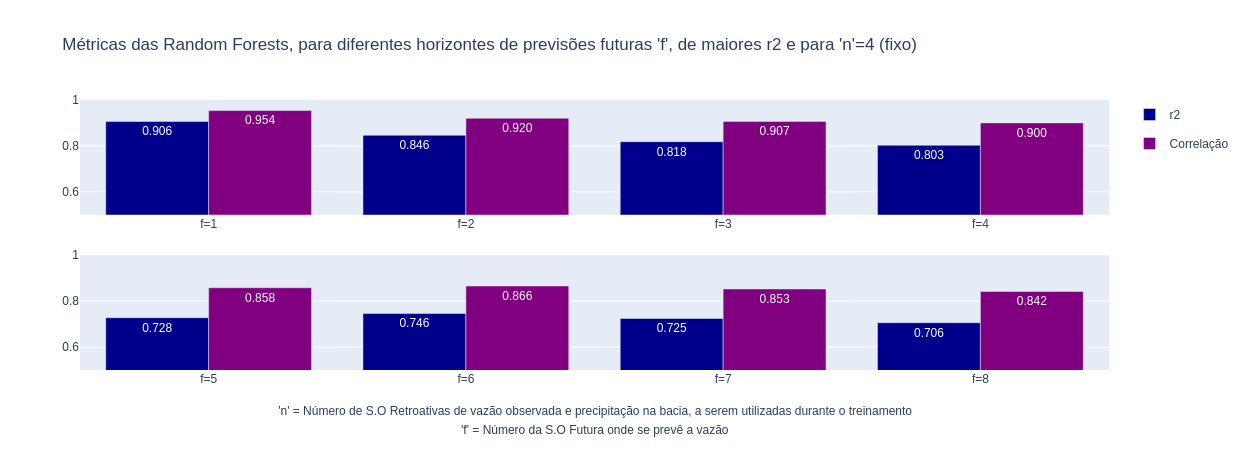 Métricas das Random Forests, para diferentes horizontes de previsões futuras 'f', de maiores r2 e para 'n'=4 (fixo)
1
0.8
0.6
0.906
0.954
0.846
0.920
0.818
0.907
0.803
0.900
f=1
f=2
f=3
f=4
r2
Correlação
1
0.8
0.6
0.728
0.858
0.746
0.866
0.725
0.853
0.706
0.842
f=5
f=6
f=7
f=8
'n' = Número de S.O Retroativas de vazão observada e precipitação na bacia, a serem utilizadas durante o treinamento
'f' = Número da S.O Futura onde se prevê a vazão